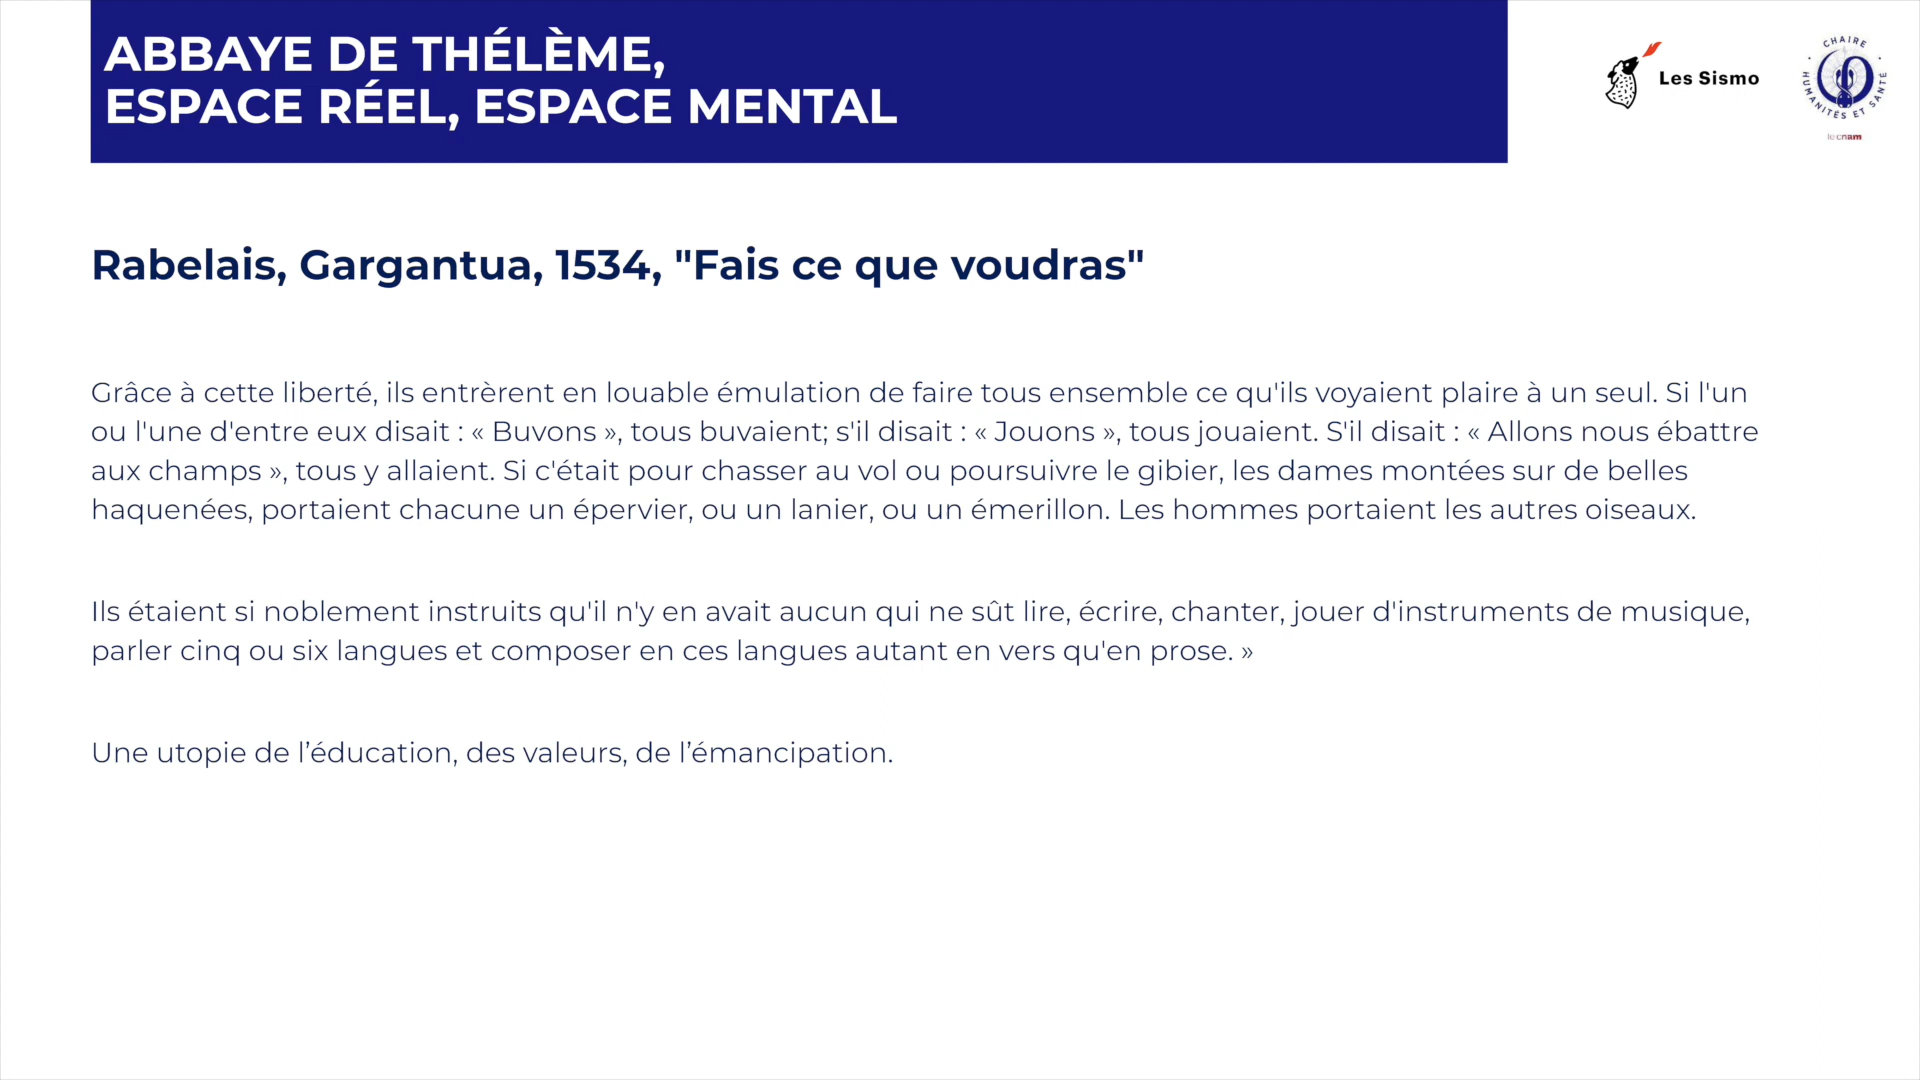 ABBAYE DE THÉLÈME,
ESPACE RÉEL, ESPACE MENTAL
Les Sismo
CHAIRE
HUMANITÉS ET SANTÉ
le cnam
Rabelais, Gargantua, 1534, "Fais ce que voudras"
Grâce à cette liberté, ils entrèrent en louable émulation de faire tous ensemble ce qu'ils voyaient plaire à un seul. Si l'un
ou l'une d'entre eux disait : « Buvons », tous buvaient; s'il disait : « Jouons », tous jouaient. S'il disait : « Allons nous ébattre
aux champs », tous y allaient. Si c'était pour chasser au vol ou poursuivre le gibier, les dames montées sur de belles
haquenées, portaient chacune un épervier, ou un lanier, ou un émerillon. Les hommes portaient les autres oiseaux.
Ils étaient si noblement instruits qu'il n'y en avait aucun qui ne sût lire, écrire, chanter, jouer d'instruments de musique,
parler cinq ou six langues et composer en ces langues autant en vers qu'en prose. »
Une utopie de l’éducation, des valeurs, de l’émancipation.